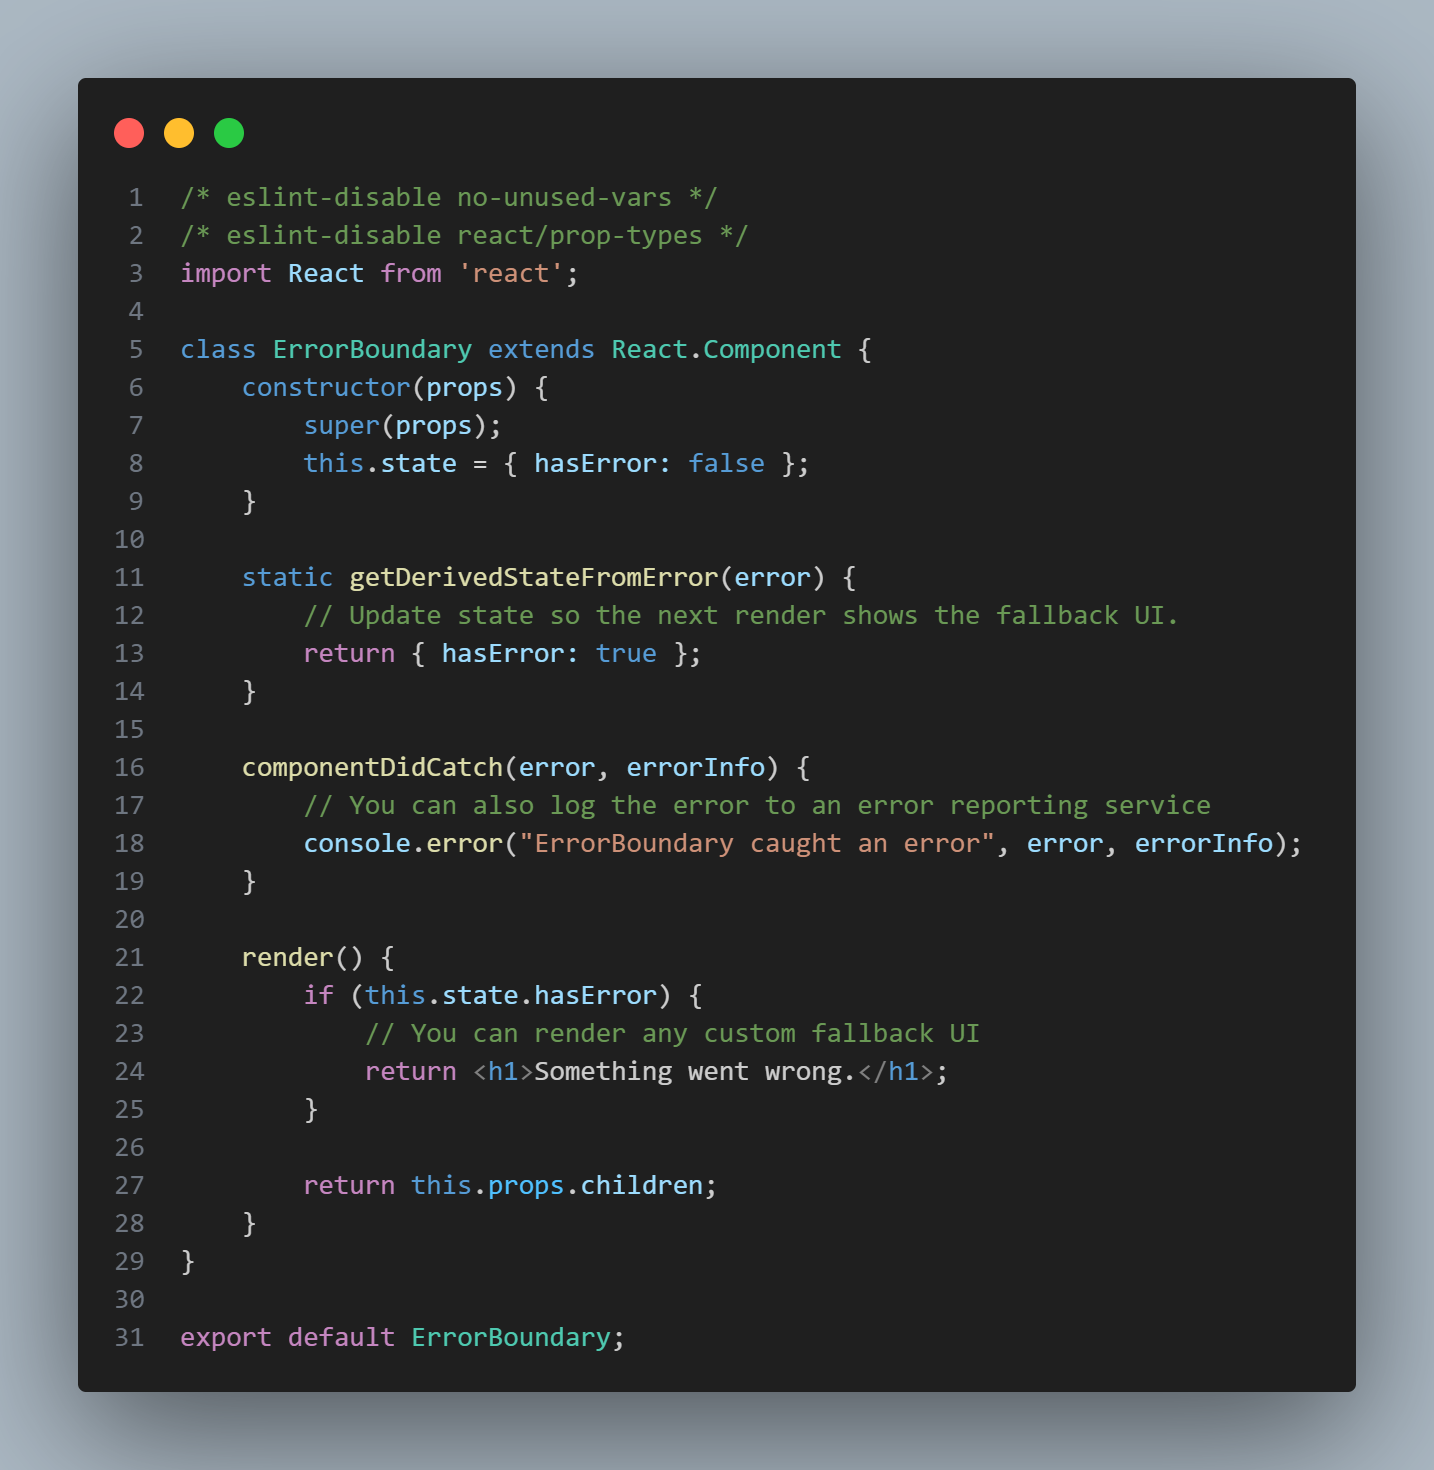 1 /* eslint-disable no-unused-vars */
2 /* eslint-disable react/prop-types */
3 import React from 'react';
4
5 class ErrorBoundary extends React.Component {
6     constructor(props) {
7         super(props);
8         this.state = { hasError: false };
9     }
10
11     static getDerivedStateFromError(error) {
12         // Update state so the next render shows the fallback UI.
13         return { hasError: true };
14     }
15
16     componentDidCatch(error, errorInfo) {
17         // You can also log the error to an error reporting service
18         console.error("ErrorBoundary caught an error", error, errorInfo);
19     }
20
21     render() {
22         if (this.state.hasError) {
23             // You can render any custom fallback UI
24             return <h1>Something went wrong.</h1>;
25         }
26
27         return this.props.children;
28     }
29 }
30
31 export default ErrorBoundary;